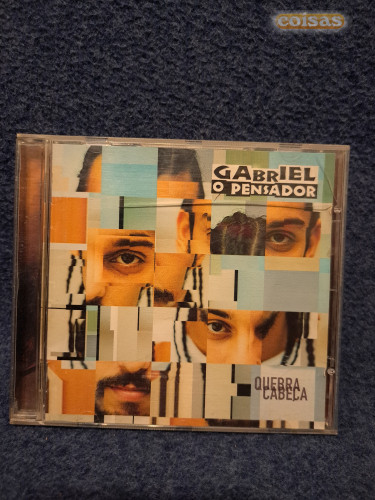 coisas
GAbRIEL
O PENSADOR
QUEBRA
CABEÇA